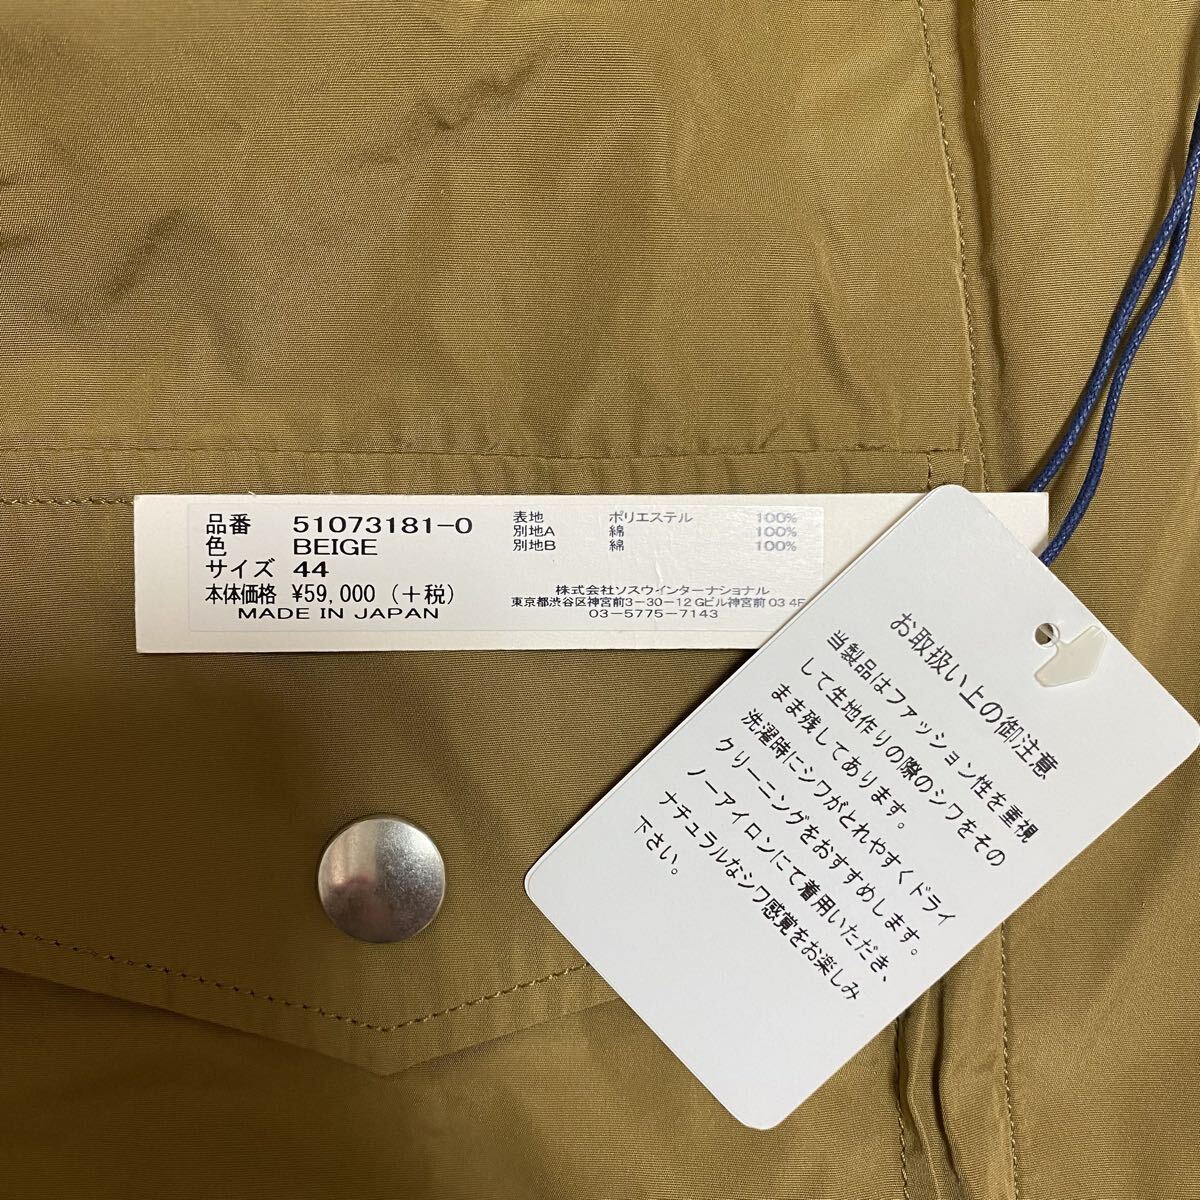 品番 51073181-0
色 BEIGE
サイズ 44
本体価格 ¥59,000 (+税)
MADE IN JAPAN
表地 ポリエステル 100%
別地A 綿 100%
別地B 綿 100%
株式会社ソスウインターナショナル
東京都渋谷区神宮前3-30-12 Gビル神宮前 03 4F
03-5775-7143
お取扱い上の御注意
当製品はファッション性を重視
して生地作りの際のシワをその
まま残してあります。
洗濯時にシワがとれやすくドライ
クリーニングをおすすめします。
ノーアイロンにて着用いただき、
ナチュラルなシワ感覚をお楽しみ
下さい。